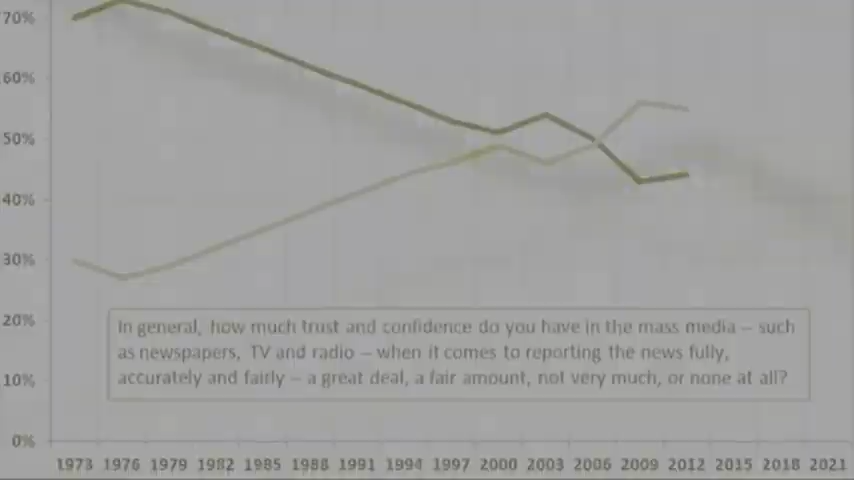 70%
60%
50%
40%
30%
20%
10%
0%
In general, how much trust and confidence do you have in the mass media – such
as newspapers, TV and radio – when it comes to reporting the news fully,
accurately and fairly – a great deal, a fair amount, not very much, or none at all?
1973 1976 1979 1982 1985 1988 1991 1994 1997 2000 2003 2006 2009 2012 2015 2018 2021